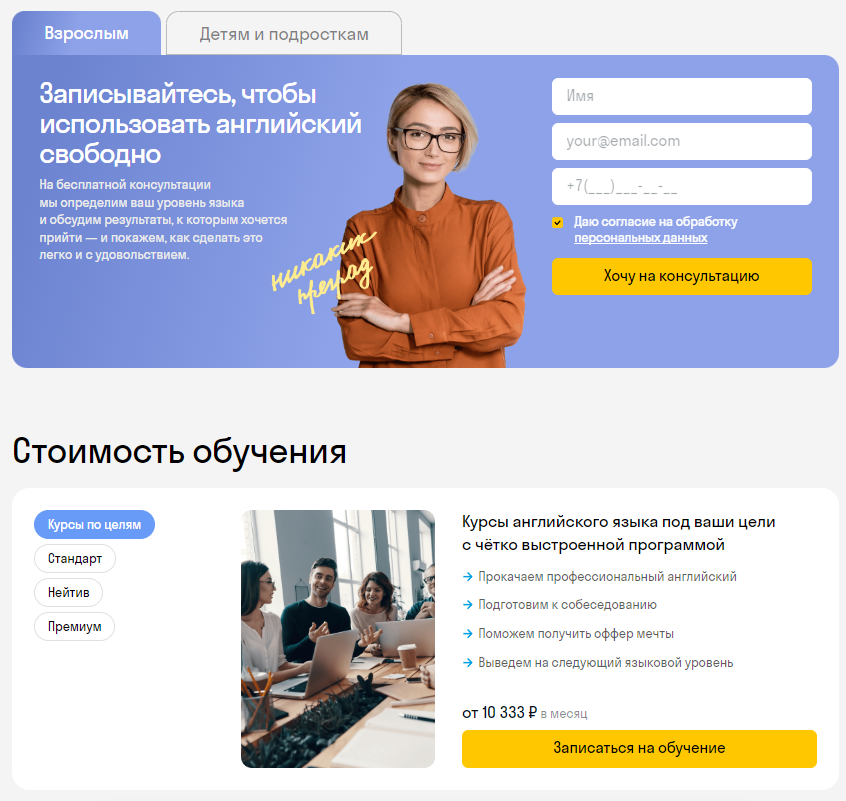 Взрослым
Детям и подросткам
Записывайтесь, чтобы
использовать английский
свободно
На бесплатной консультации
мы определим ваш уровень языка
и обсудим результаты, к которым хочется
прийти — и покажем, как сделать это
легко и с удовольствием.
никаких
преград
Имя
your@email.com
+7(___)___-__-__
Даю согласие на обработку
персональных данных
Хочу на консультацию
Стоимость обучения
Курсы по целям
Стандарт
Нейтив
Премиум
Курсы английского языка под ваши цели
с чётко выстроенной программой
→ Прокачаем профессиональный английский
→ Подготовим к собеседованию
→ Поможем получить оффер мечты
→ Выведем на следующий языковой уровень
от 10 333 ₽ в месяц
Записаться на обучение